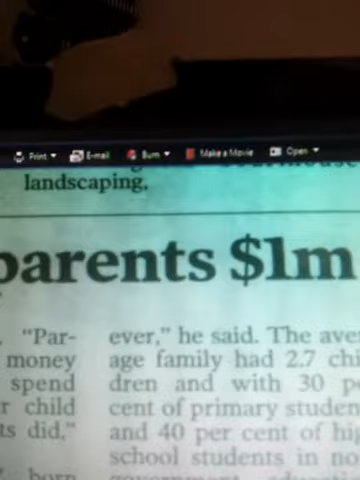 Print E-mail Burn Make a Movie Open
landscaping.
parents $1m
"Par-
money
spend
r child
ts did,"
born
ever," he said. The aver
age family had 2.7 chi
dren and with 30 p
cent of primary studen
and 40 per cent of hig
school students in no